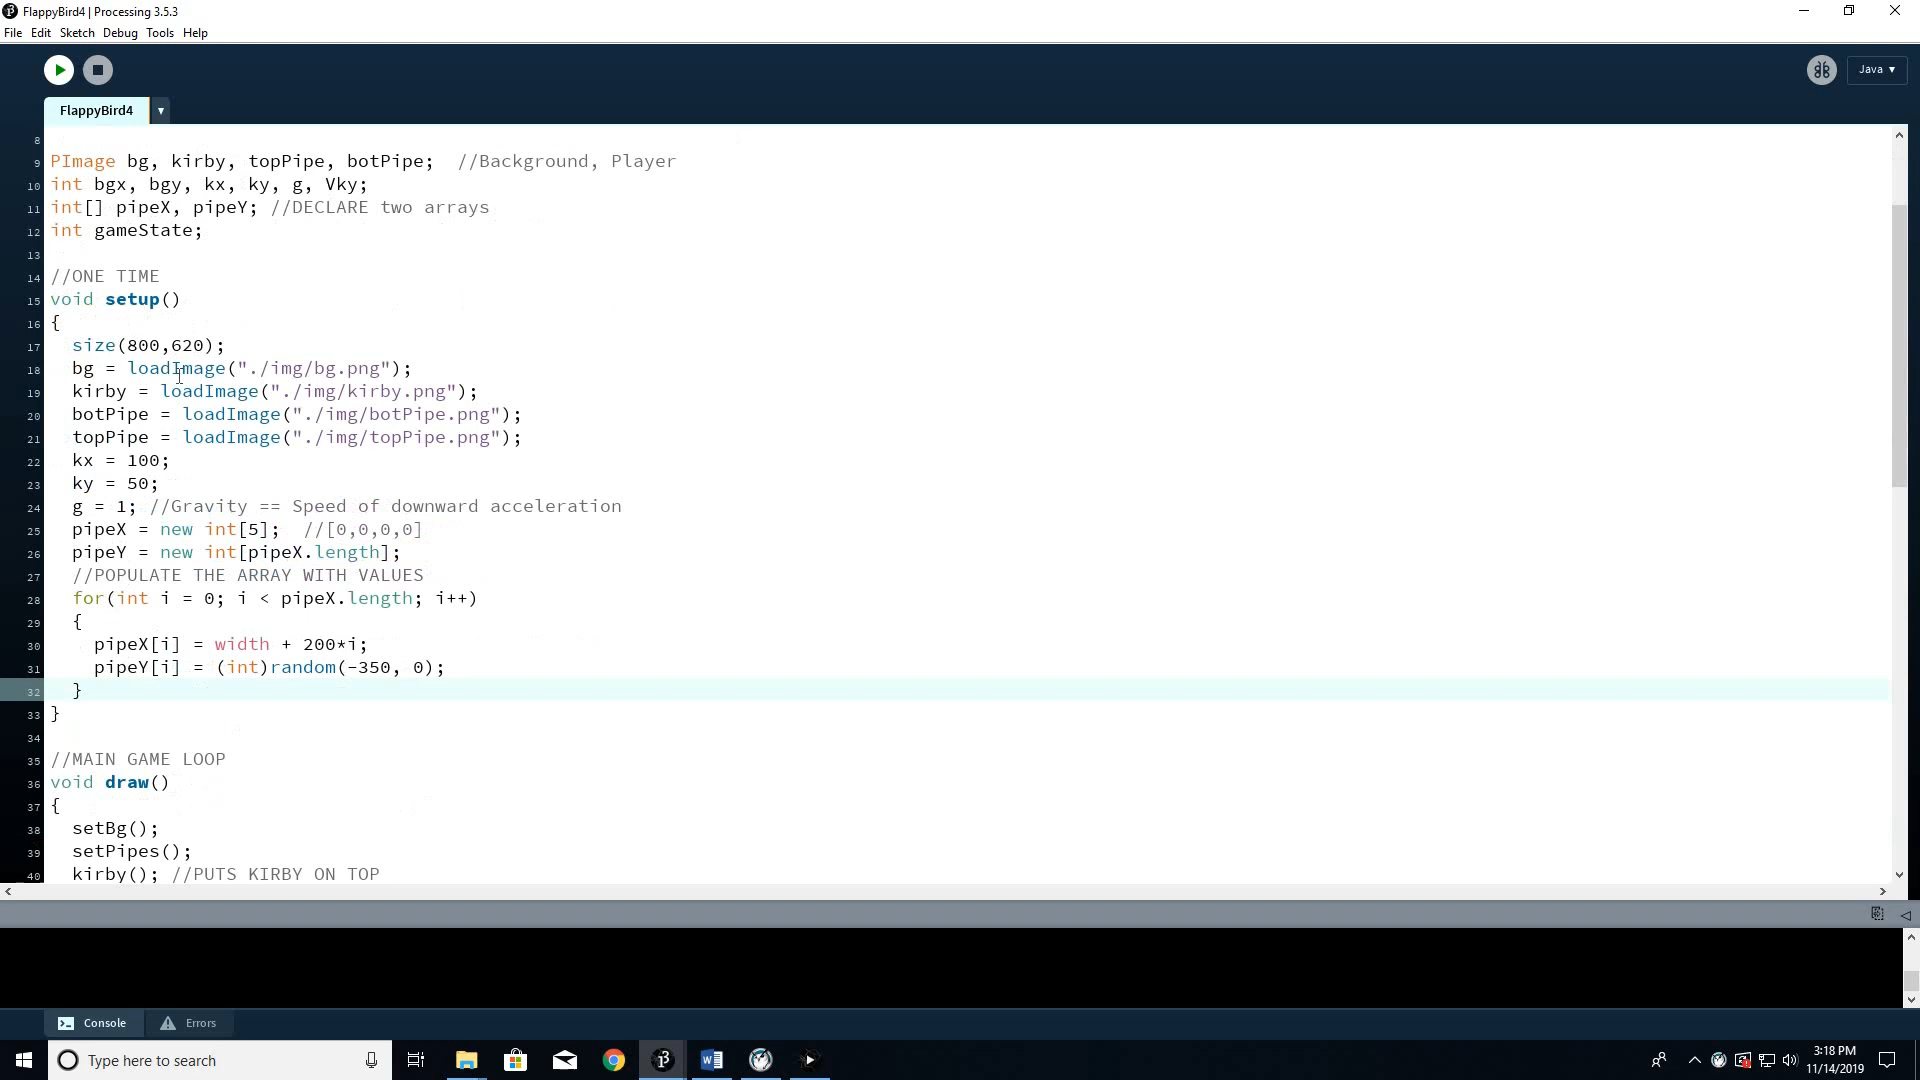 FlappyBird4 | Processing 3.5.3
File Edit Sketch Debug Tools Help
Java ▾
FlappyBird4 ▾
8
9 PImage bg, kirby, topPipe, botPipe;  //Background, Player
10 int bgx, bgy, kx, ky, g, Vky;
11 int[] pipeX, pipeY; //DECLARE two arrays
12 int gameState;
13
14 //ONE TIME
15 void setup()
16 {
17   size(800,620);
18   bg = loadImage("./img/bg.png");
19   kirby = loadImage("./img/kirby.png");
20   botPipe = loadImage("./img/botPipe.png");
21   topPipe = loadImage("./img/topPipe.png");
22   kx = 100;
23   ky = 50;
24   g = 1; //Gravity == Speed of downward acceleration
25   pipeX = new int[5];  //[0,0,0,0]
26   pipeY = new int[pipeX.length];
27   //POPULATE THE ARRAY WITH VALUES
28   for(int i = 0; i < pipeX.length; i++)
29   {
30     pipeX[i] = width + 200*i;
31     pipeY[i] = (int)random(-350, 0);
32   }
33 }
34
35 //MAIN GAME LOOP
36 void draw()
37 {
38   setBg();
39   setPipes();
40   kirby(); //PUTS KIRBY ON TOP
Console Errors
Type here to search
3:18 PM
11/14/2019